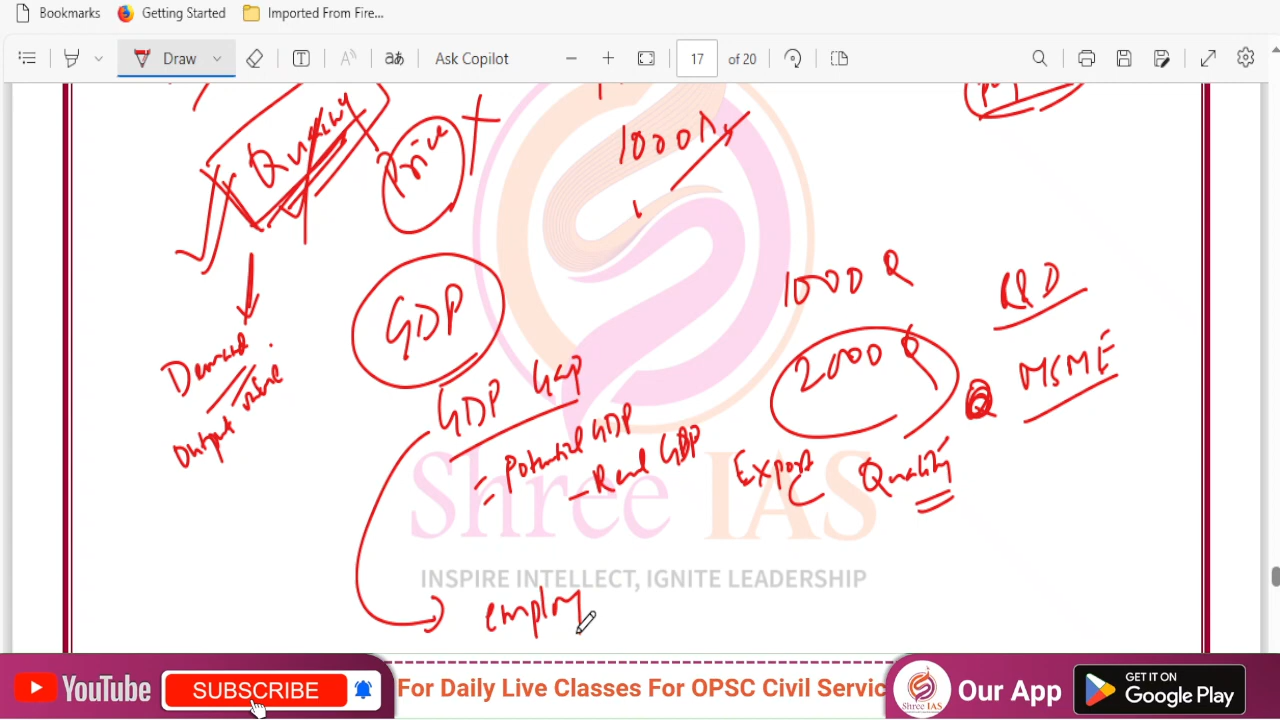 Bookmarks Getting Started Imported From Fire...
Draw Ask Copilot 17 of 20
Quality
Price
1000
GDP
1000 Q
R&D
Demand
GDP Gap
2000 Q
MSME
= Potential GDP
- Real GDP
Export
Quality
Shree IAS
INSPIRE INTELLECT, IGNITE LEADERSHIP
employ
YouTube SUBSCRIBE For Daily Live Classes For OPSC Civil Servic Shree IAS Our App GET IT ON Google Play